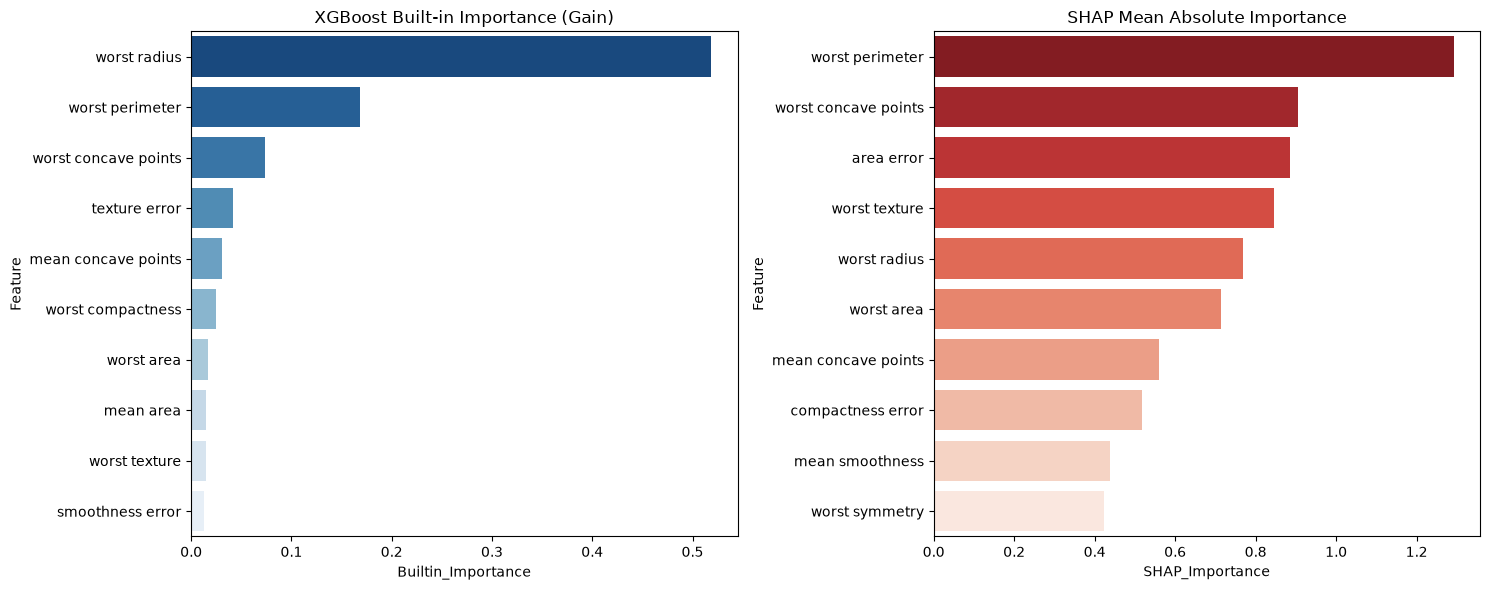 XGBoost Built-in Importance (Gain)
Feature
worst radius
worst perimeter
worst concave points
texture error
mean concave points
worst compactness
worst area
mean area
worst texture
smoothness error
0.0 0.1 0.2 0.3 0.4 0.5
Builtin_Importance
SHAP Mean Absolute Importance
Feature
worst perimeter
worst concave points
area error
worst texture
worst radius
worst area
mean concave points
compactness error
mean smoothness
worst symmetry
0.0 0.2 0.4 0.6 0.8 1.0 1.2
SHAP_Importance